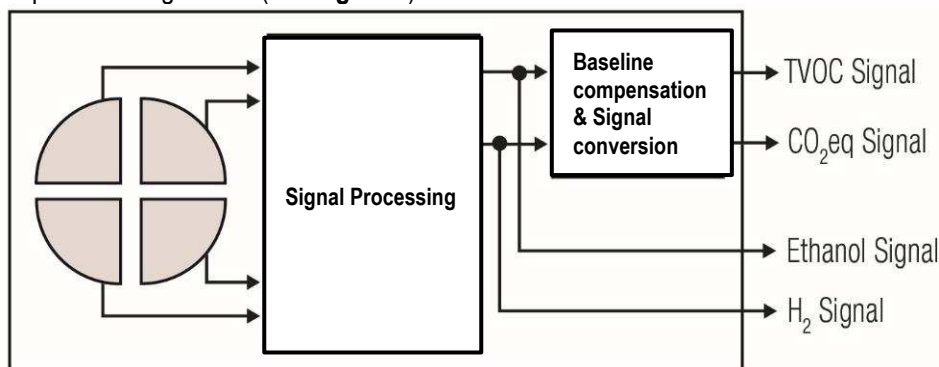 Signal Processing
Baseline
compensation
& Signal
conversion
TVOC Signal
CO₂eq Signal
Ethanol Signal
H₂ Signal